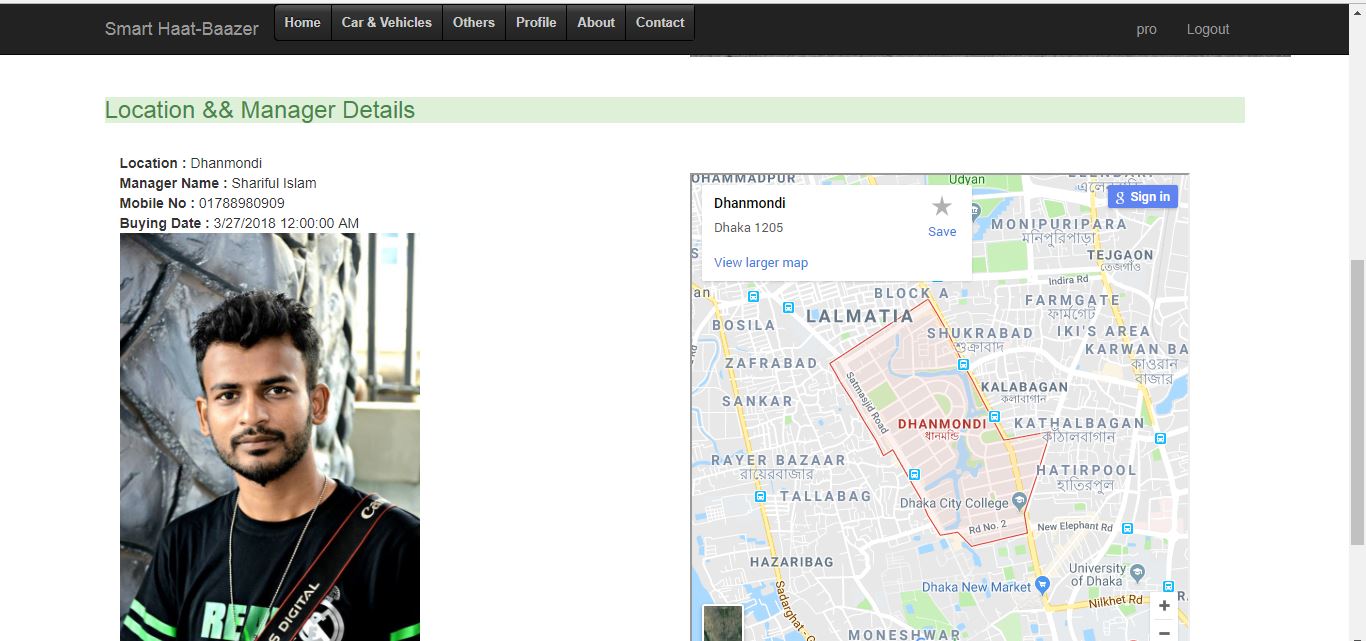 Smart Haat-Baazer
Home
Car & Vehicles
Others
Profile
About
Contact
pro
Logout
Location && Manager Details
Location : Dhanmondi
Manager Name : Shariful Islam
Mobile No : 01788980909
Buying Date : 3/27/2018 12:00:00 AM
DIGITAL
Dhanmondi
Dhaka 1205
Save
View larger map
Sign in
Udyan
MONIPURIPARA
মনিপুরিপাড়া
TEJGAON
তেজগাঁও
Indira Rd
BLOCK A
FARMGATE
ফার্মগেট
LALMATIA
BOSILA
SHUKRABAD
শুক্রাবাদ
IKI'S AREA
KARWAN BA
কাওরান
বাজার
ZAFRABAD
Satmasjid Road
KALABAGAN
কলাবাগান
SANKAR
DHANMONDI
ধানমন্ডি
KATHALBAGAN
কাঁঠালবাগান
RAYER BAZAAR
রায়েরবাজার
HATIRPOOL
হাতিরপুল
TALLABAG
Dhaka City College
Rd No. 2
New Elephant Rd
HAZARIBAG
University
of Dhaka
Dhaka New Market
Nilkhet Rd
MONESHWAR
+
−